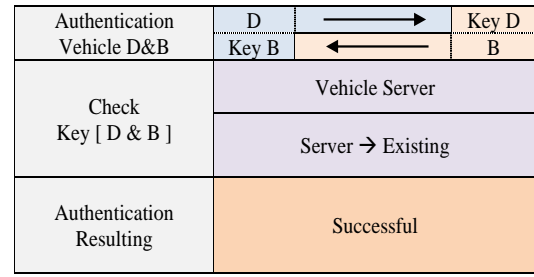 Authentication
Vehicle D&B
D → Key D
Key B ← B
Check
Key [ D & B ]
Vehicle Server
Server → Existing
Authentication
Resulting
Successful